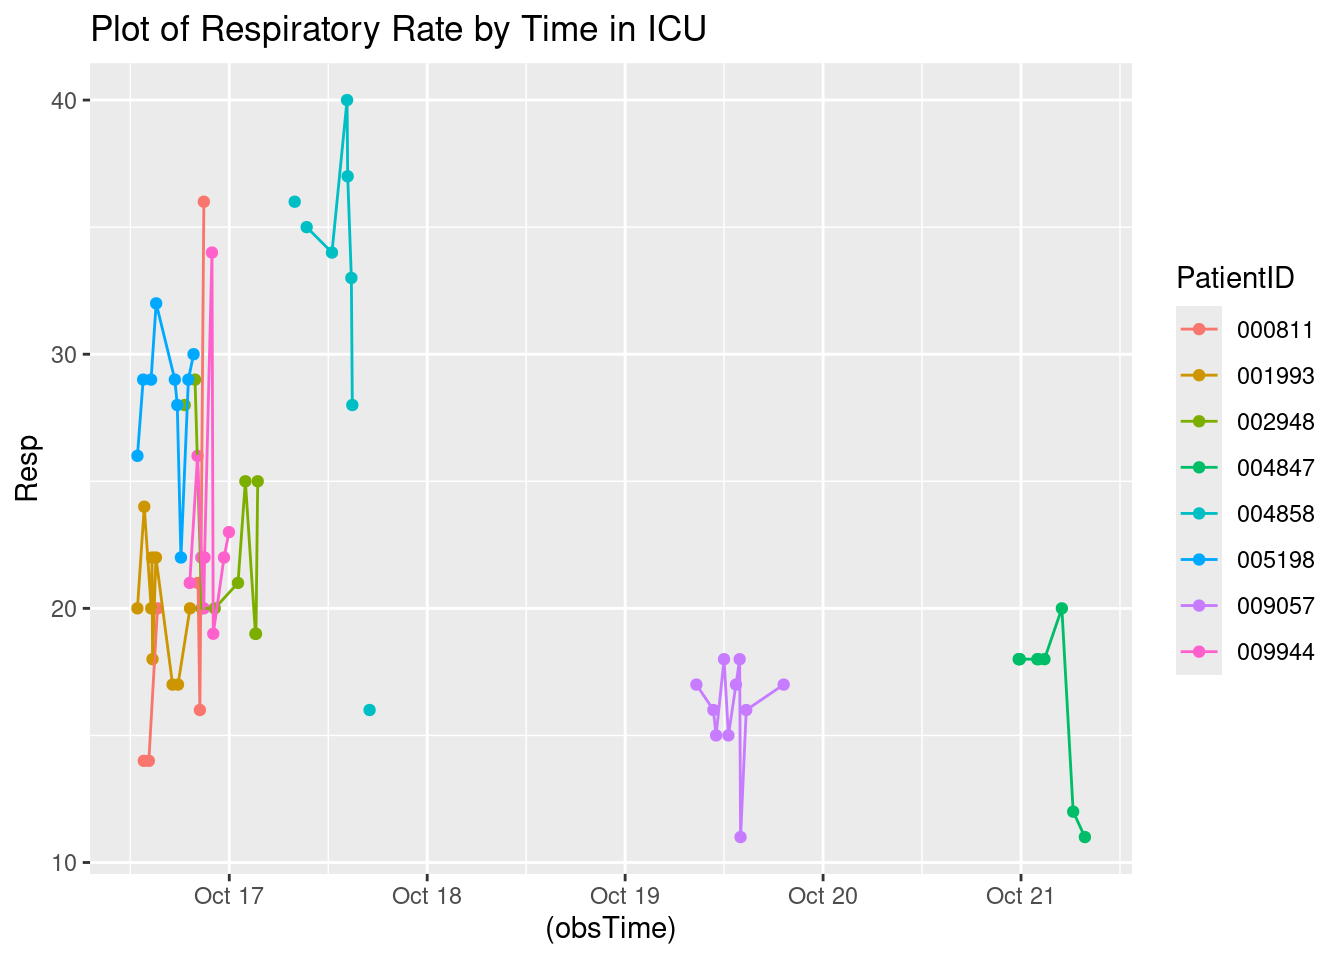 Plot of Respiratory Rate by Time in ICU
40
30
20
10
Resp
Oct 17
Oct 18
Oct 19
Oct 20
Oct 21
(obsTime)
PatientID
000811
001993
002948
004847
004858
005198
009057
009944